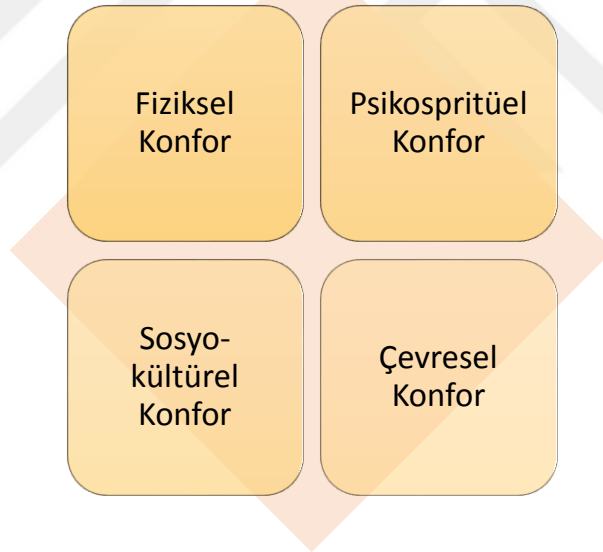 Fiziksel
Konfor
Psikospritüel
Konfor
Sosyo-
kültürel
Konfor
Çevresel
Konfor